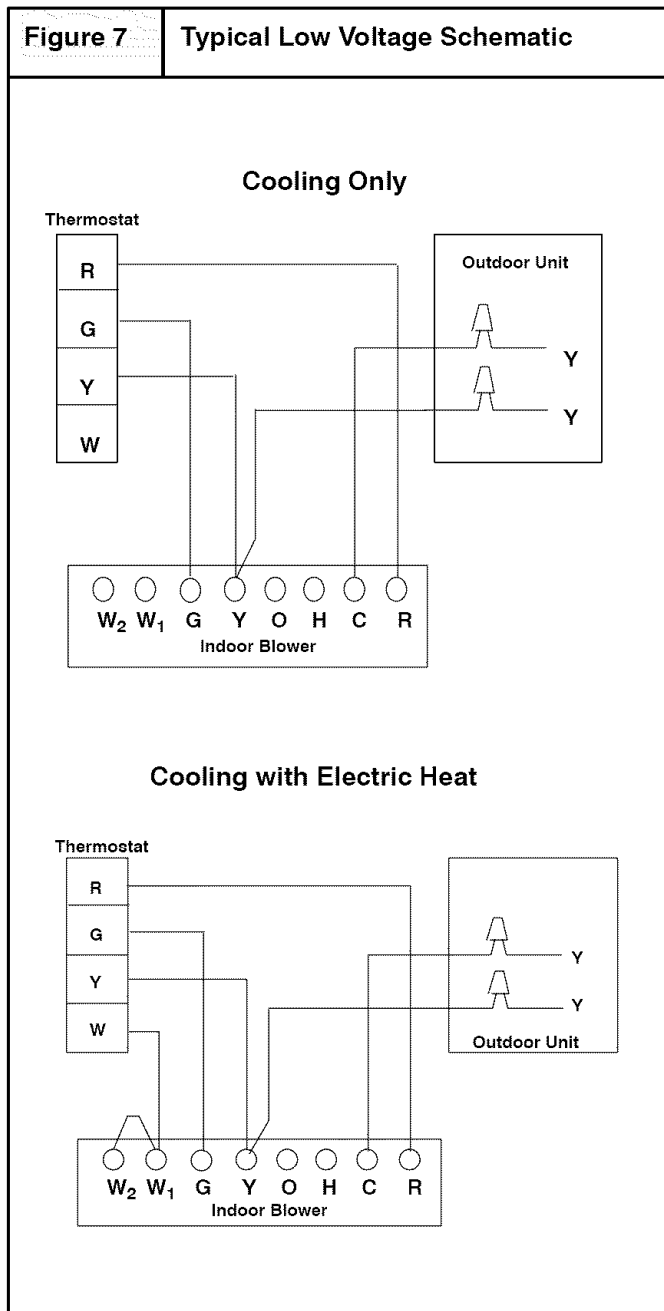 Figure 7
Typical Low Voltage Schematic
Cooling Only
Thermostat
R
G
Y
W
Outdoor Unit
Y
Y
W₂ W₁ G Y O H C R
Indoor Blower
Cooling with Electric Heat
Thermostat
R
G
Y
W
Y
Y
Outdoor Unit
W₂ W₁ G Y O H C R
Indoor Blower